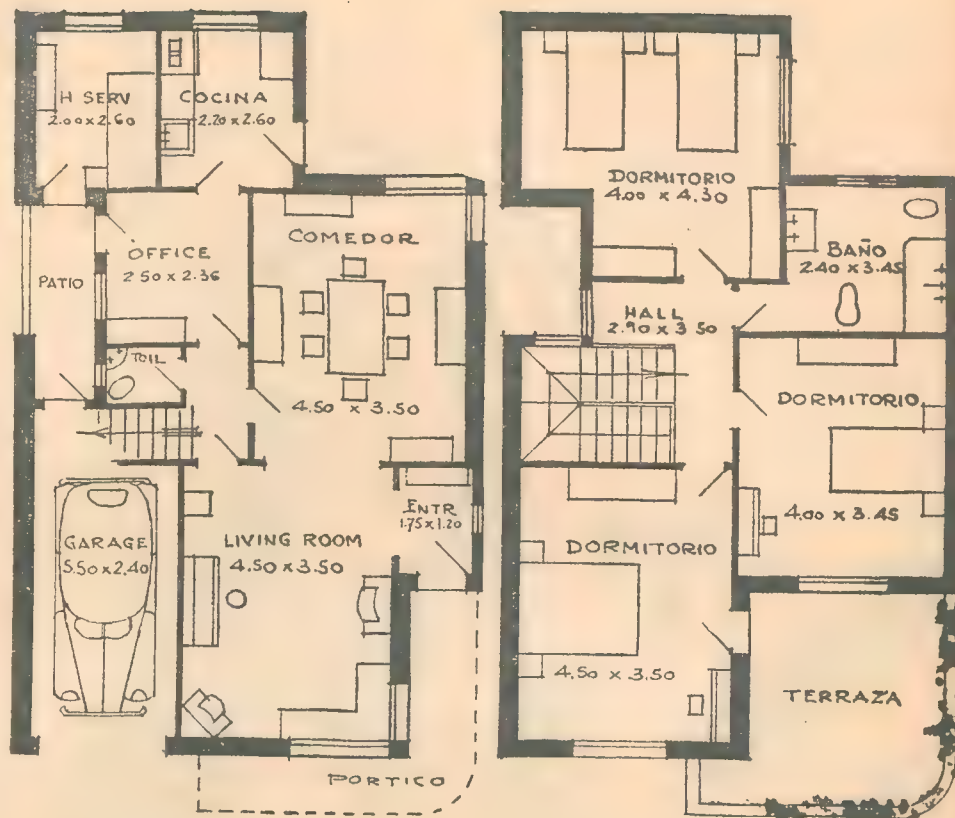 H SERV
2.00 x 2.60
COCINA
2.20 x 2.60
OFFICE
2.50 x 2.36
PATIO
TOIL
COMEDOR
4.50 x 3.50
GARAGE
5.50 x 2.40
LIVING ROOM
4.50 x 3.50
ENTR
1.75 x 1.20
PORTICO
DORMITORIO
4.00 x 4.30
BAÑO
2.40 x 3.45
HALL
2.90 x 3.50
DORMITORIO
4.00 x 3.45
DORMITORIO
4.50 x 3.50
TERRAZA